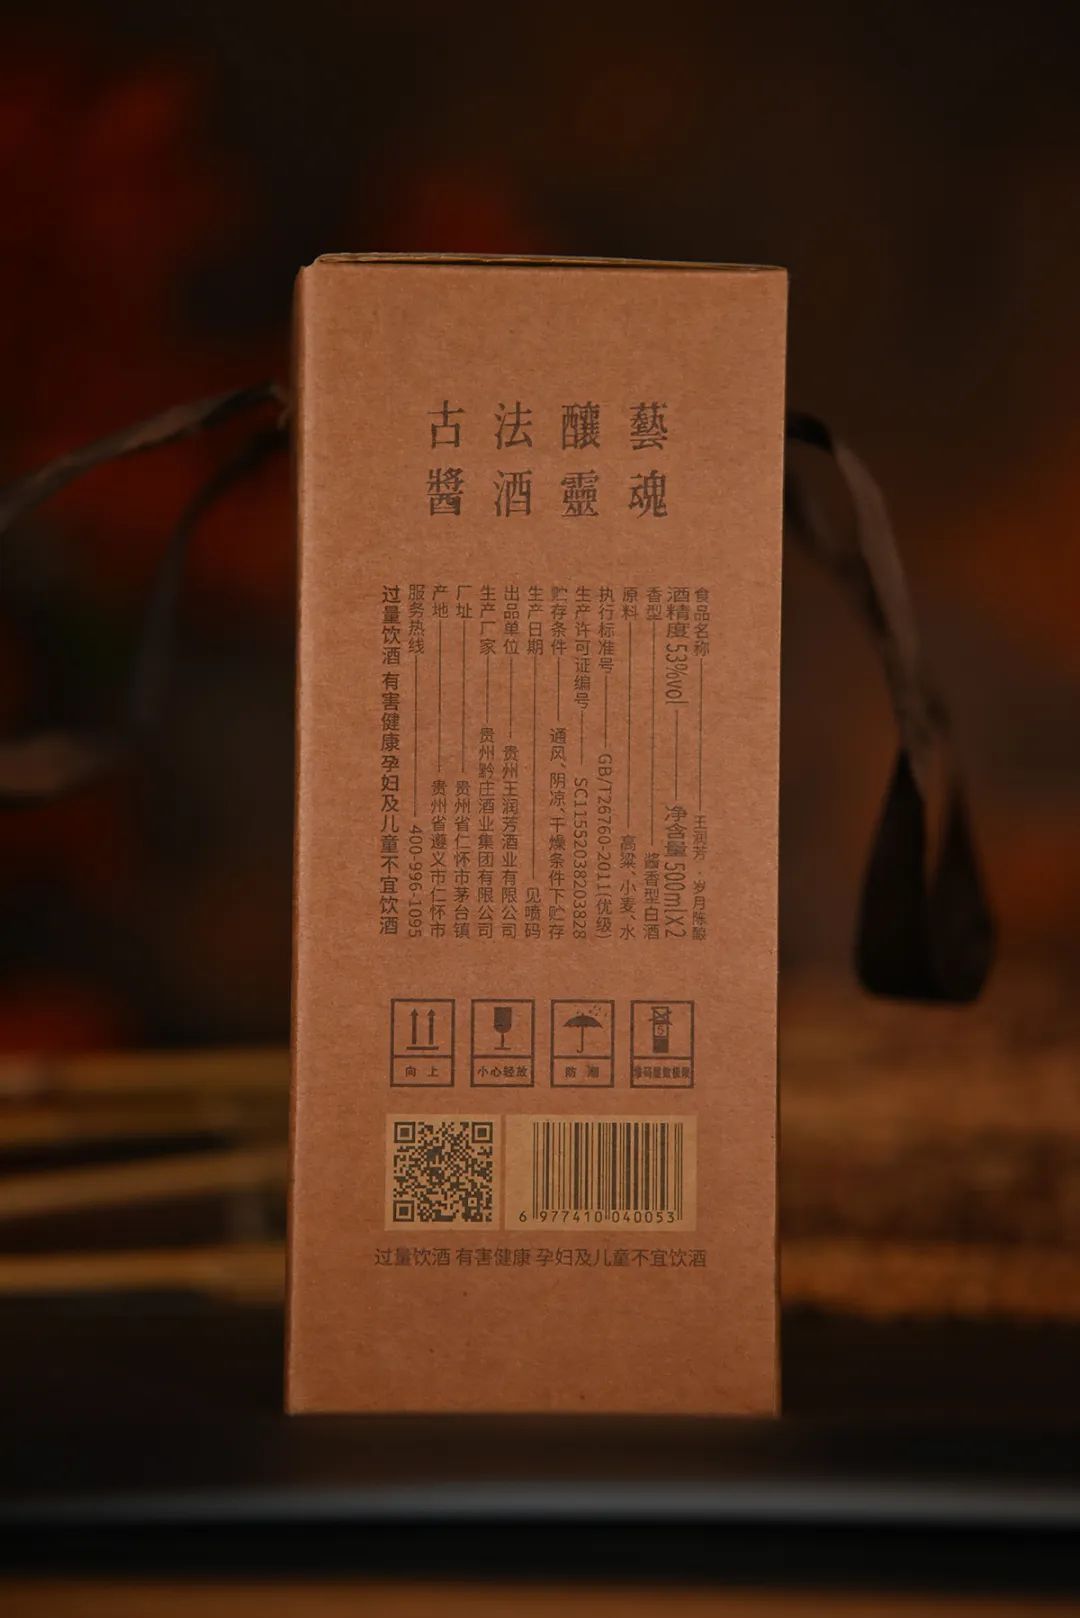 古法釀藝
醬酒靈魂
食品名称 王润芳·岁月陈酿
酒精度 53%vol 净含量 500mlX2
香型 酱香型白酒
原料 高粱、小麦、水
执行标准号 GB/T26760-2011(优级)
生产许可证编号 SC11552038203828
贮存条件 通风、阴凉、干燥条件下贮存
生产日期 见喷码
出品单位 贵州王润芳酒业有限公司
生产厂家 贵州黔庄酒业集团有限公司
厂址 贵州省仁怀市茅台镇
产地 贵州省遵义市仁怀市
服务热线 400-996-1095
过量饮酒 有害健康 孕妇及儿童不宜饮酒
向上
小心轻放
防潮
6
堆码层数极限
6 977410 040053
过量饮酒 有害健康 孕妇及儿童不宜饮酒